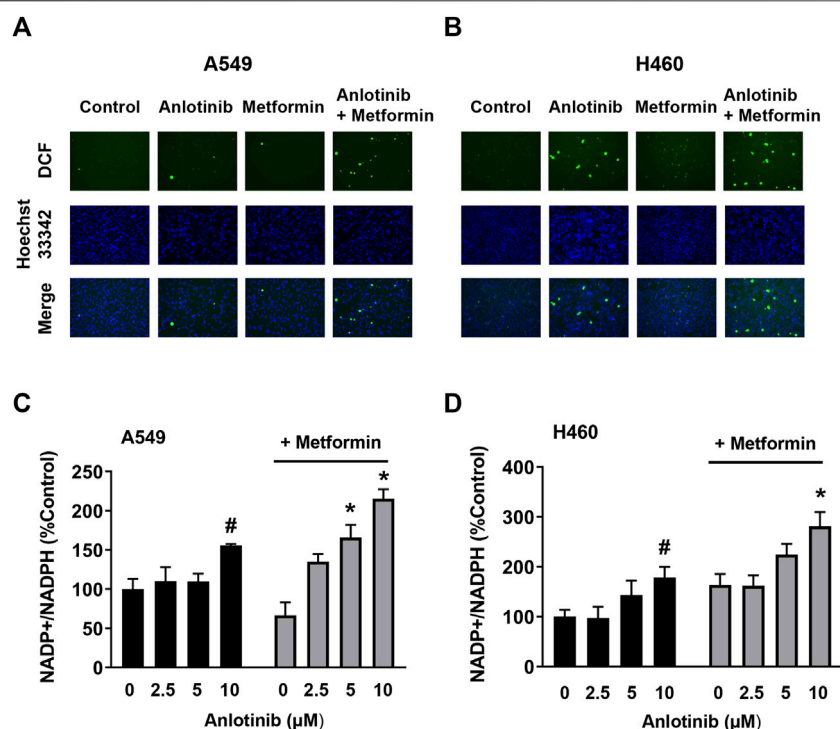 A
A549
Control Anlotinib Metformin Anlotinib + Metformin
DCF
Hoechst 33342
Merge
B
H460
Control Anlotinib Metformin Anlotinib + Metformin
C
A549
+ Metformin
NADP+/NADPH (%Control)
250
200
150
100
50
0
#
*
*
0 2.5 5 10 0 2.5 5 10
Anlotinib (µM)
D
H460
+ Metformin
NADP+/NADPH (%Control)
400
300
200
100
0
#
*
0 2.5 5 10 0 2.5 5 10
Anlotinib (µM)